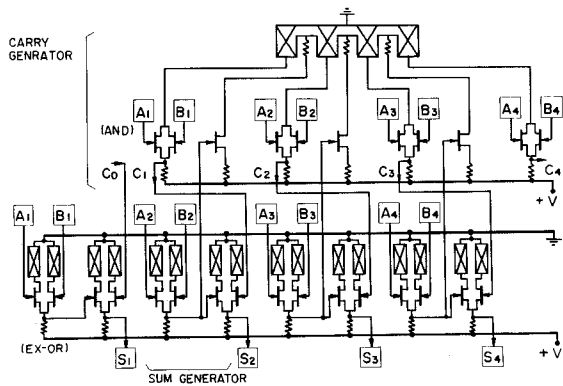 CARRY
GENRATOR
A1 B1 A2 B2 A3 B3 A4 B4
(AND)
C0 C1 C2 C3 C4
+V
A1 B1 A2 B2 A3 B3 A4 B4
(EX-OR)
+V
S1 S2 S3 S4
SUM GENERATOR